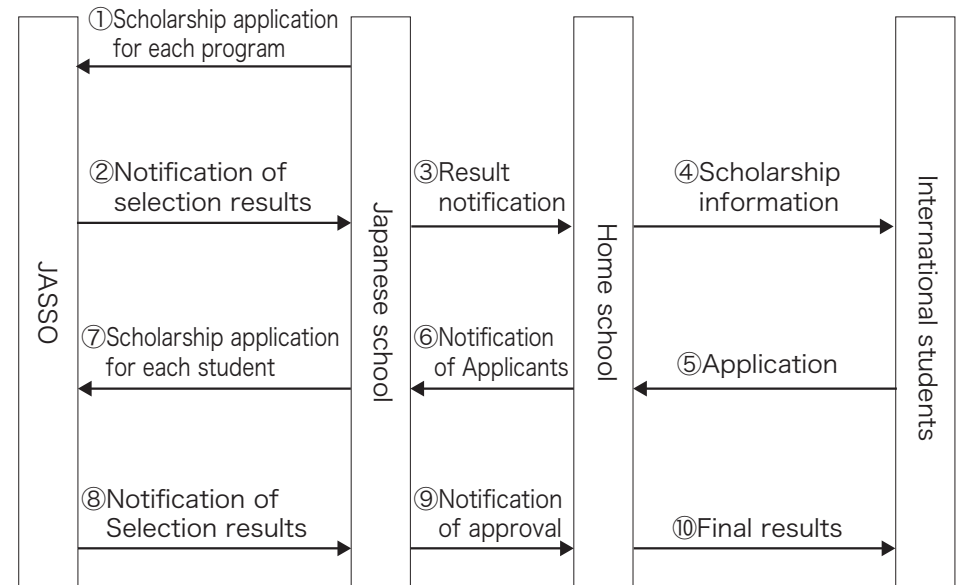 ①Scholarship application
for each program
②Notification of
selection results
③Result
notification
④Scholarship
information
JASSO
Japanese school
Home school
International students
⑦Scholarship application
for each student
⑥Notification
of Applicants
⑤Application
⑧Notification of
Selection results
⑨Notification
of approval
⑩Final results